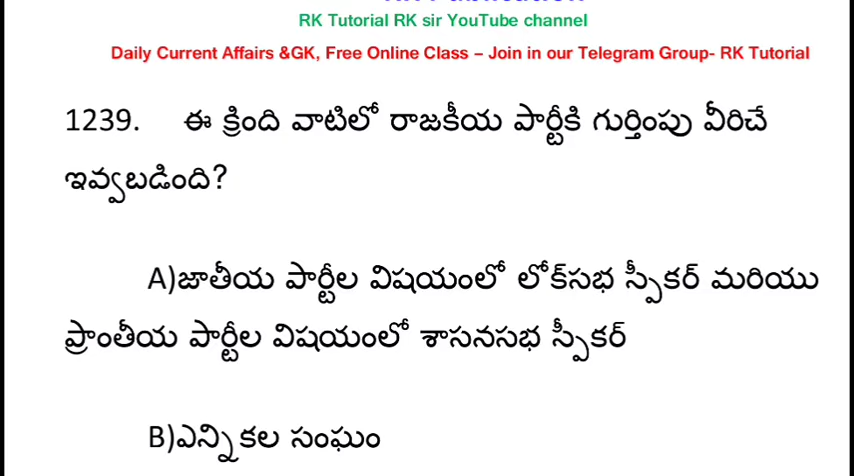 RK Tutorial RK sir YouTube channel
Daily Current Affairs &GK, Free Online Class – Join in our Telegram Group- RK Tutorial
1239. ఈ క్రింది వాటిలో రాజకీయ పార్టీకి గుర్తింపు వీరిచే
ఇవ్వబడింది?
A)జాతీయ పార్టీల విషయంలో లోక్‌సభ స్పీకర్ మరియు
ప్రాంతీయ పార్టీల విషయంలో శాసనసభ స్పీకర్
B)ఎన్నికల సంఘం